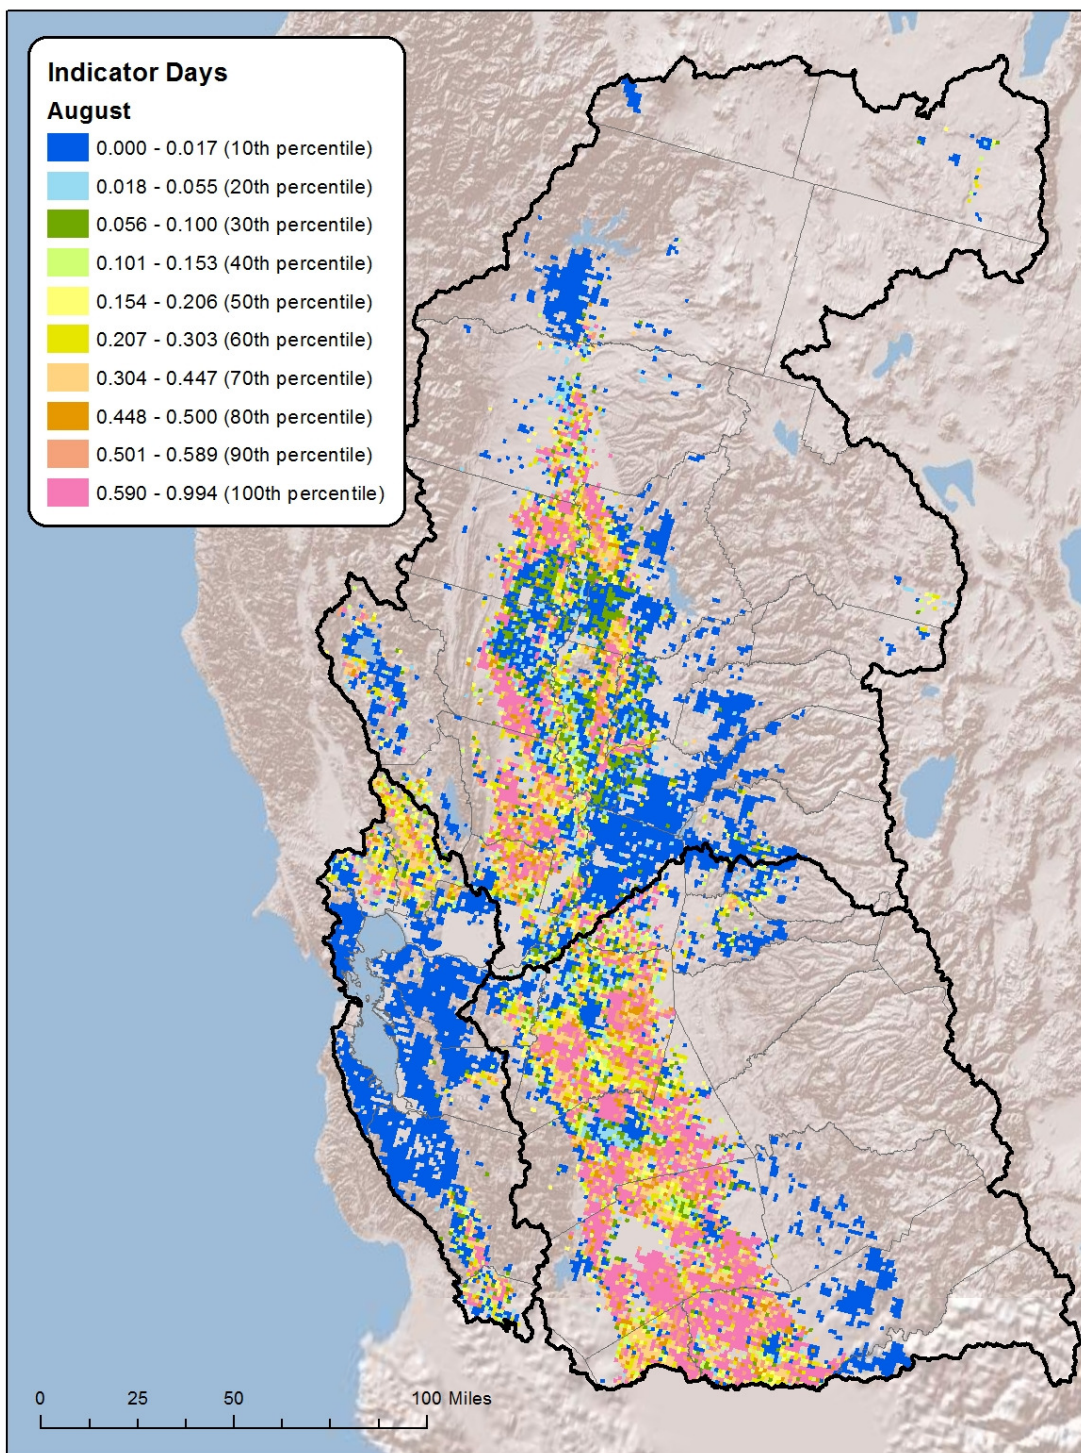 Indicator Days
August
0.000 - 0.017 (10th percentile)
0.018 - 0.055 (20th percentile)
0.056 - 0.100 (30th percentile)
0.101 - 0.153 (40th percentile)
0.154 - 0.206 (50th percentile)
0.207 - 0.303 (60th percentile)
0.304 - 0.447 (70th percentile)
0.448 - 0.500 (80th percentile)
0.501 - 0.589 (90th percentile)
0.590 - 0.994 (100th percentile)
0 25 50 100 Miles